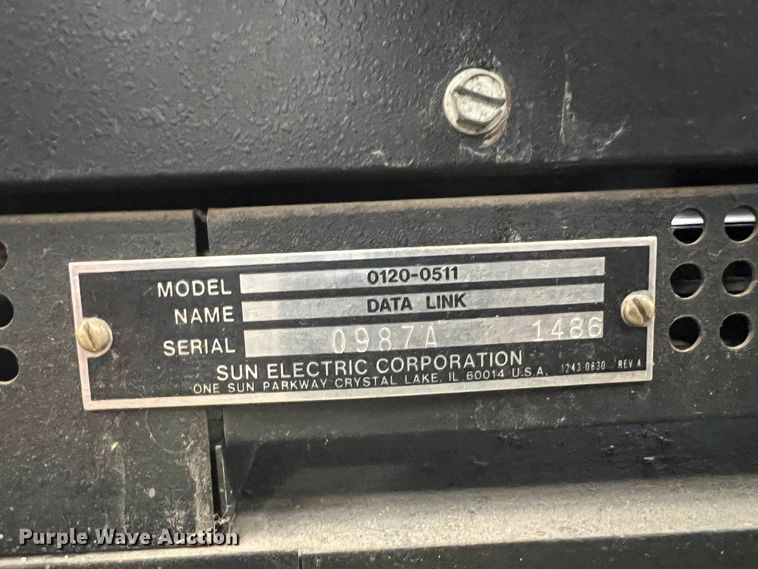 MODEL 0120-0511
NAME DATA LINK
SERIAL 0987A 1486
SUN ELECTRIC CORPORATION
ONE SUN PARKWAY CRYSTAL LAKE, IL 60014 U.S.A. 1243-0830 REV A
Purple Wave Auction